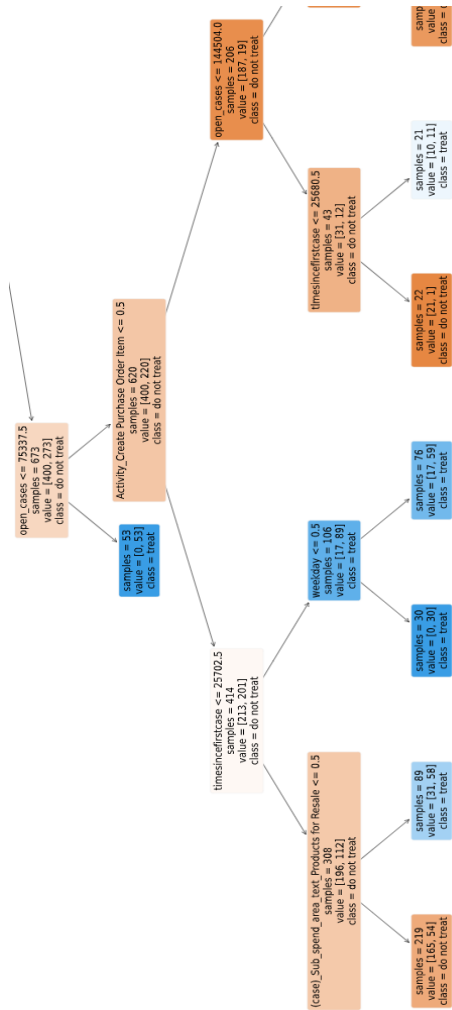 open_cases <= 75337.5
samples = 673
value = [400, 273]
class = do not treat
samples = 53
value = [0, 53]
class = treat
Activity_Create Purchase Order Item <= 0.5
samples = 620
value = [400, 220]
class = do not treat
timesincefirstcase <= 25702.5
samples = 414
value = [213, 201]
class = do not treat
open_cases <= 144504.0
samples = 206
value = [187, 19]
class = do not treat
(case)_Sub_spend_area_text_Products for Resale <= 0.5
samples = 308
value = [196, 112]
class = do not treat
weekday <= 0.5
samples = 106
value = [17, 89]
class = treat
timesincefirstcase <= 25680.5
samples = 43
value = [31, 12]
class = do not treat
samples = 219
value = [165, 54]
class = do not treat
samples = 89
value = [31, 58]
class = treat
samples = 30
value = [0, 30]
class = treat
samples = 76
value = [17, 59]
class = treat
samples = 22
value = [21, 1]
class = do not treat
samples = 21
value = [10, 11]
class = treat
class =